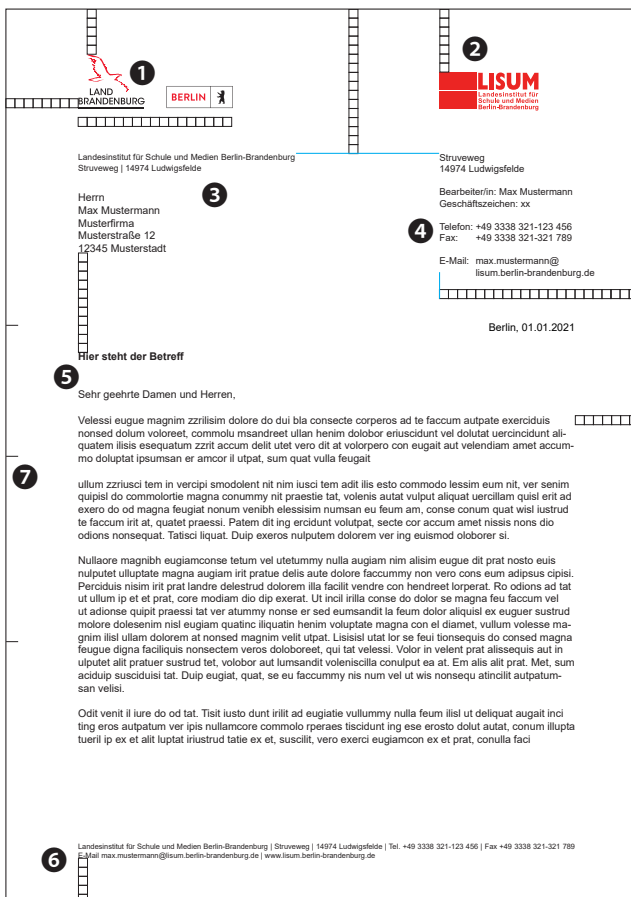 1
2
LAND
BRANDENBURG
BERLIN
LISUM
Landesinstitut für
Schule und Medien
Berlin-Brandenburg
Landesinstitut für Schule und Medien Berlin-Brandenburg
Struveweg | 14974 Ludwigsfelde
3
Herrn
Max Mustermann
Musterfirma
Musterstraße 12
12345 Musterstadt
Struveweg
14974 Ludwigsfelde
Bearbeiter/in: Max Mustermann
Geschäftszeichen: xx
4
Telefon: +49 3338 321-123 456
Fax: +49 3338 321-321 789
E-Mail: max.mustermann@
lisum.berlin-brandenburg.de
Berlin, 01.01.2021
Hier steht der Betreff
5
Sehr geehrte Damen und Herren,
Velessi eugue magnim zzrilisim dolore do dui bla consecte corperos ad te faccum autpate exerciduis
nonsed dolum voloreet, commolu msandreet ullan henim dolobor eriuscidunt vel dolutat uercincidunt ali-
quatem ilisis esequatum zzrit accum delit utet vero dit at volorpero con eugait aut velendiam amet accum-
mo doluptat ipsumsan er amcor il utpat, sum quat vulla feugait
7
ullum zzriusci tem in vercipi smodolent nit nim iusci tem adit ilis esto commodo lessim eum nit, ver senim
quipisl do commolortie magna conummy nit praestie tat, volenis autat vulput aliquat uercillam quisl erit ad
exero do od magna feugiat nonum venibh elessisim numsan eu feum am, conse conum quat wisl iustrud
te faccum irit at, quatet praessi. Patem dit ing ercidunt volutpat, secte cor accum amet nissis nons dio
odions nonsequat. Tatisci liquat. Duip exeros nulputem dolorem ver ing euismod oloborer si.
Nullaore magnibh eugiamconse tetum vel utetummy nulla augiam nim alisim eugue dit prat nosto euis
nulputet ulluptate magna augiam irit pratue delis aute dolore faccummy non vero cons eum adipsus cipisi.
Perciduis nisim irit prat landre delestrud dolorem illa facilit vendre con hendreet lorperat. Ro odions ad tat
ut ullum ip et et prat, core modiam dio dip exerat. Ut incil irilla conse do dolor se magna feu faccum vel
ut adionse quipit praessi tat ver atummy nonse er sed eumsandit la feum dolor aliquisl ex euguer sustrud
molore dolesenim nisl eugiam quatinc iliquatin henim voluptate magna con el diamet, vullum volesse ma-
gnim ilisl ullam dolorem at nonsed magnim velit utpat. Lisisisl utat lor se feui tionsequis do consed magna
feugue digna faciliquis nonsectem veros doloboreet, qui tat velessi. Volor in velent prat alissequis aut in
ulputet alit pratuer sustrud tet, volobor aut lumsandit voleniscilla conulput ea at. Em alis alit prat. Met, sum
aciduip susciduisi tat. Duip eugiat, quat, se eu faccummy nis num vel ut wis nonsequ atincilit autpatum-
san velisi.
Odit venit il iure do od tat. Tisit iusto dunt irilit ad eugiatie vullummy nulla feum ilisl ut deliquat augait inci
ting eros autpatum ver ipis nullamcore commolo rperaes tiscidunt ing ese erosto dolut autat, conum illupta
tueril ip ex et alit luptat iriustrud tatie ex et, suscilit, vero exerci eugiamcon ex et prat, conulla faci
6
Landesinstitut für Schule und Medien Berlin-Brandenburg | Struveweg | 14974 Ludwigsfelde | Tel. +49 3338 321-123 456 | Fax +49 3338 321-321 789
E-Mail max.mustermann@lisum.berlin-brandenburg.de | www.lisum.berlin-brandenburg.de